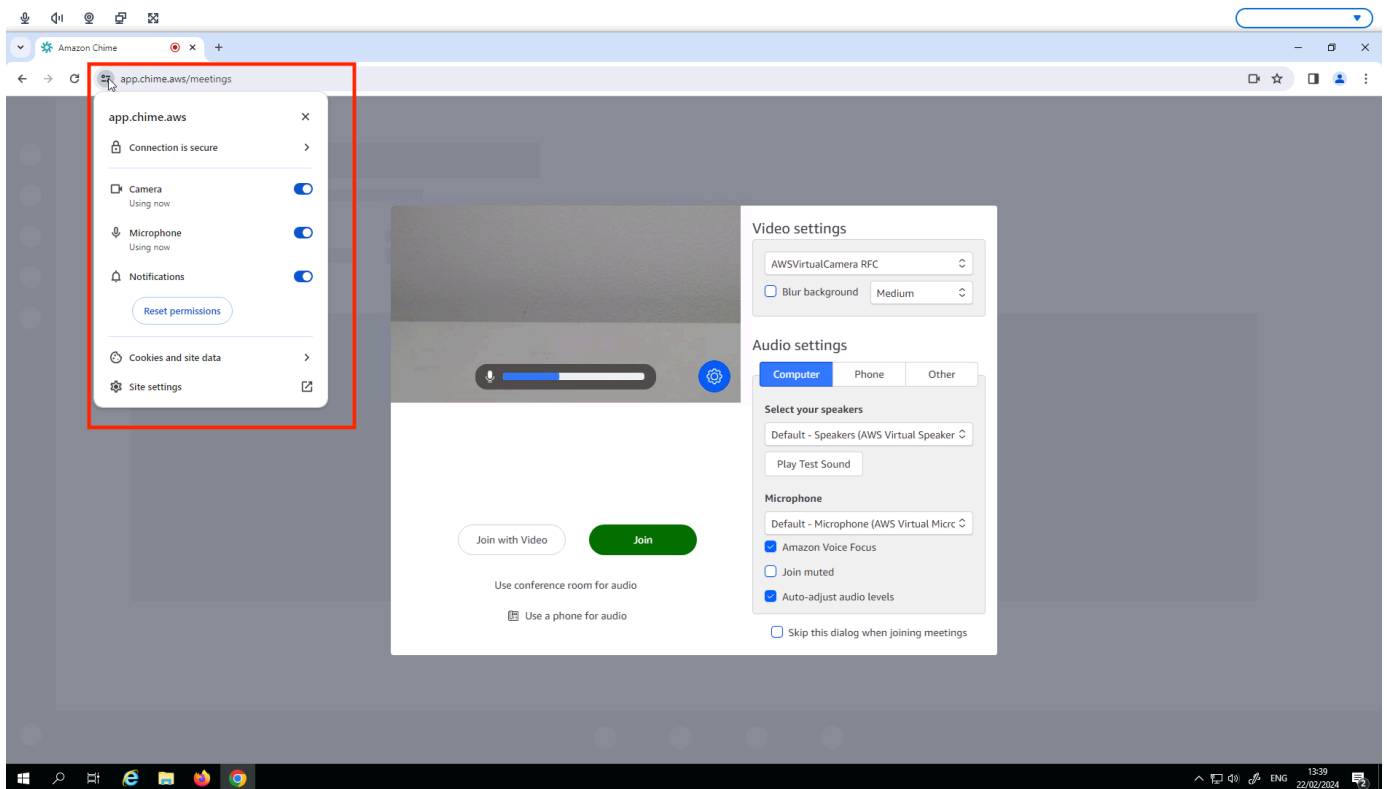 Amazon Chime
app.chime.aws/meetings
app.chime.aws
Connection is secure
Camera
Using now
Microphone
Using now
Notifications
Reset permissions
Cookies and site data
Site settings
Join with Video
Join
Use conference room for audio
Use a phone for audio
Video settings
AWSVirtualCamera RFC
Blur background
Medium
Audio settings
Computer
Phone
Other
Select your speakers
Default - Speakers (AWS Virtual Speaker
Play Test Sound
Microphone
Default - Microphone (AWS Virtual Micrc
Amazon Voice Focus
Join muted
Auto-adjust audio levels
Skip this dialog when joining meetings
ENG
13:39
22/02/2024
2